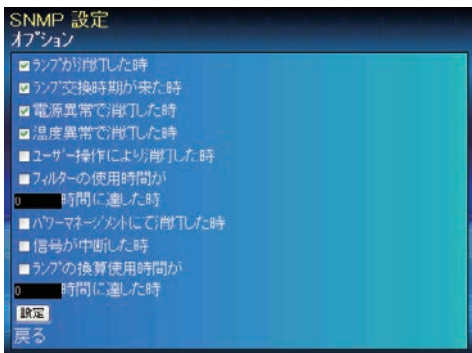 SNMP 設定
オプション
ランプが消灯した時
ランプ交換時期が来た時
電源異常で消灯した時
温度異常で消灯した時
ユーザー操作により消灯した時
フィルターの使用時間が
0 時間に達した時
パワーマネージメントにて消灯した時
信号が中断した時
ランプの換算使用時間が
0 時間に達した時
設定
戻る